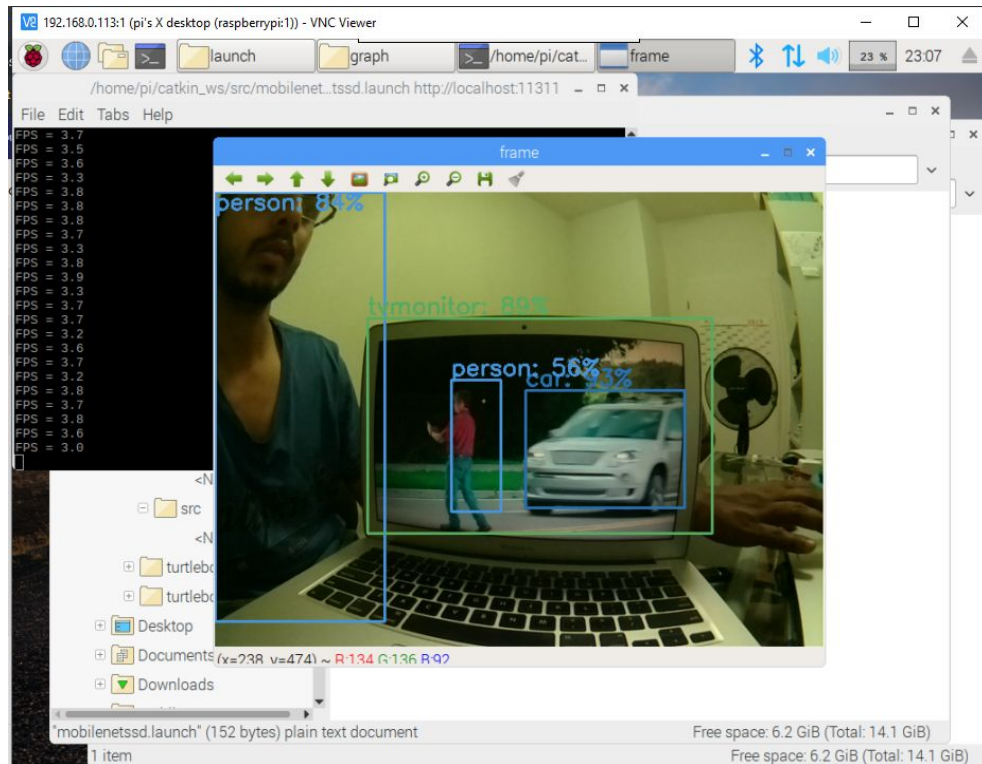 192.168.0.113:1 (pi's X desktop (raspberrypi:1)) - VNC Viewer
launch
graph
/home/pi/cat...
frame
23 %
23:07
/home/pi/catkin_ws/src/mobilenet...tssd.launch http://localhost:11311
File Edit Tabs Help
FPS = 3.7
FPS = 3.5
FPS = 3.6
FPS = 3.3
FPS = 3.8
FPS = 3.8
FPS = 3.8
FPS = 3.7
FPS = 3.3
FPS = 3.8
FPS = 3.9
FPS = 3.3
FPS = 3.7
FPS = 3.7
FPS = 3.2
FPS = 3.6
FPS = 3.7
FPS = 3.2
FPS = 3.8
FPS = 3.7
FPS = 3.8
FPS = 3.6
FPS = 3.0
frame
person: 84%
tvmonitor: 89%
person: 56%
car: 93%
(x=238, y=474) ~ R:134 G:136 B:92
<N
src
<N
turtlebo
turtlebo
Desktop
Documents
Downloads
"mobilenetssd.launch" (152 bytes) plain text document
Free space: 6.2 GiB (Total: 14.1 GiB)
1 item
Free space: 6.2 GiB (Total: 14.1 GiB)